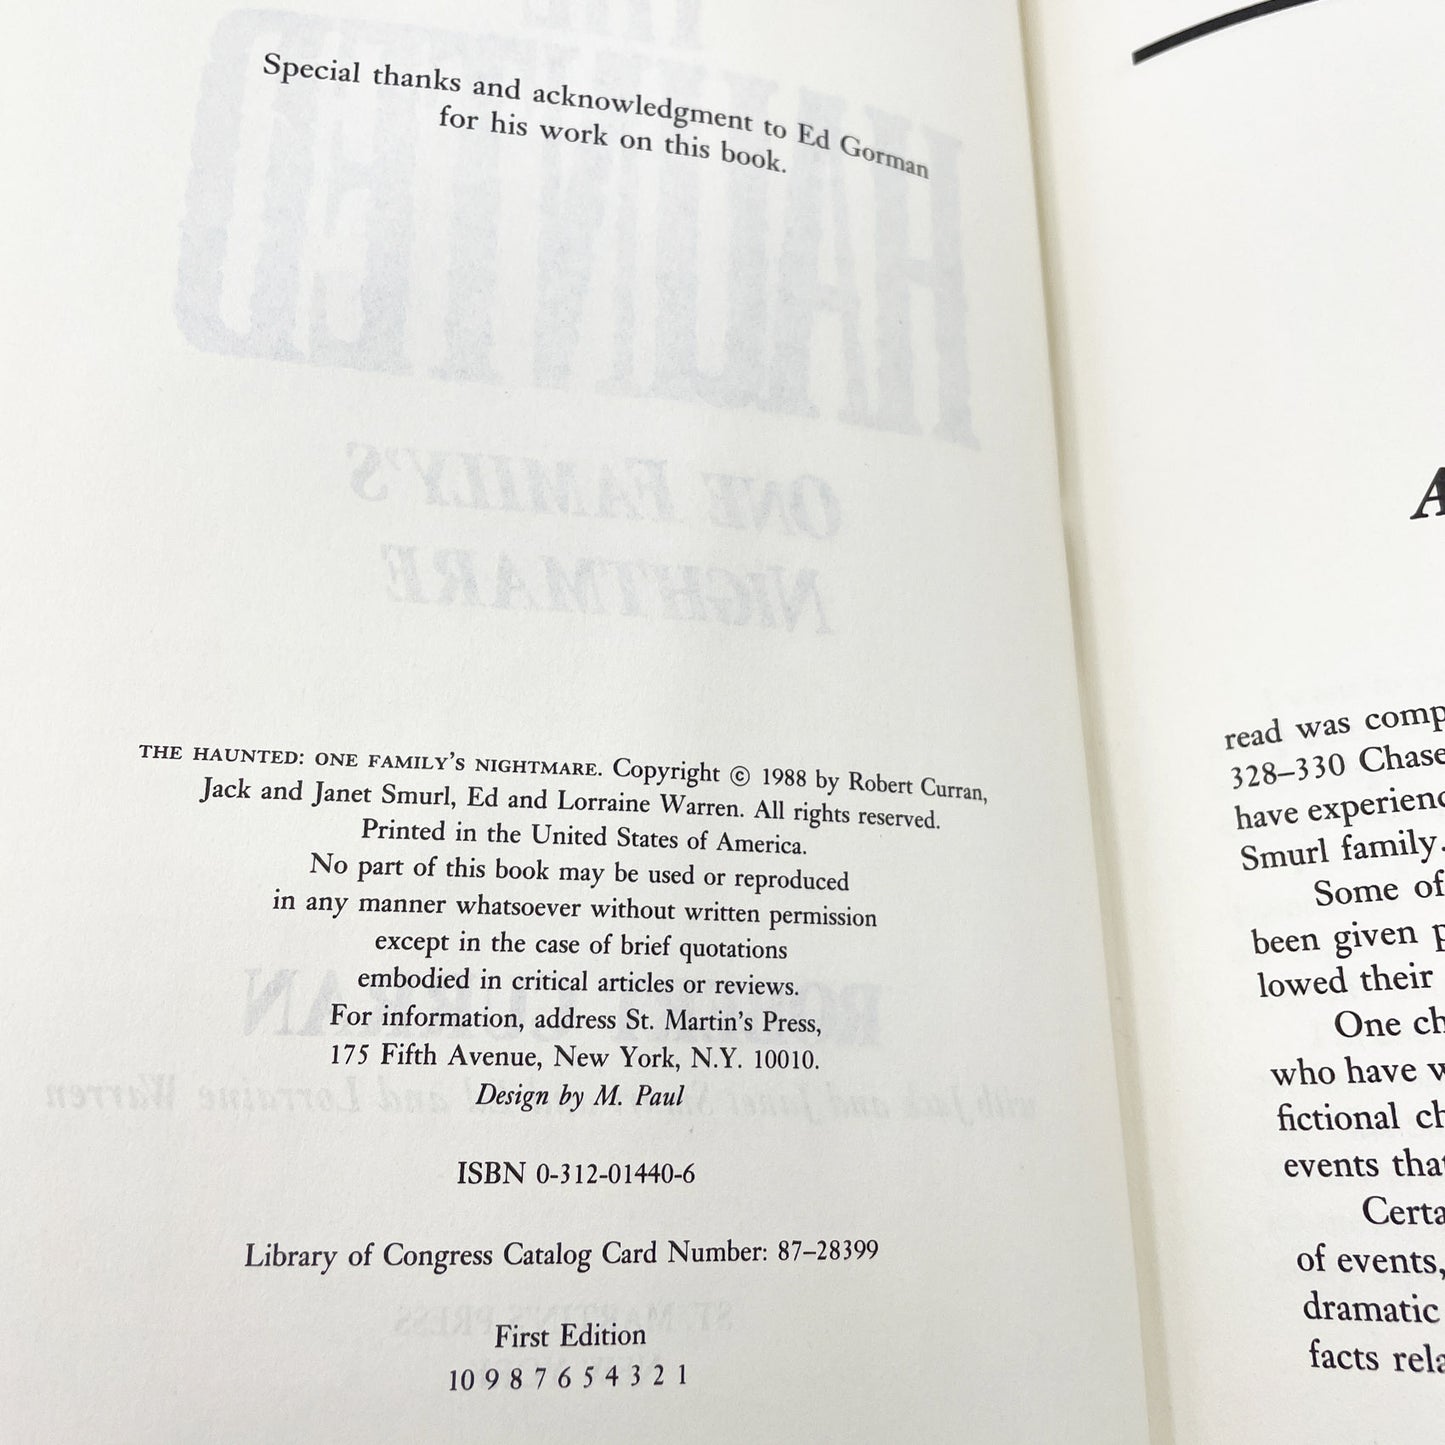 Special thanks and acknowledgment to Ed Gorman
for his work on this book.
THE HAUNTED: ONE FAMILY'S NIGHTMARE. Copyright © 1988 by Robert Curran,
Jack and Janet Smurl, Ed and Lorraine Warren. All rights reserved.
Printed in the United States of America.
No part of this book may be used or reproduced
in any manner whatsoever without written permission
except in the case of brief quotations
embodied in critical articles or reviews.
For information, address St. Martin's Press,
175 Fifth Avenue, New York, N.Y. 10010.
Design by M. Paul
ISBN 0-312-01440-6
Library of Congress Catalog Card Number: 87–28399
First Edition
10 9 8 7 6 5 4 3 2 1
A
read was comp
328–330 Chase
have experienc
Smurl family.
Some of
been given p
lowed their
One ch
who have w
fictional ch
events that
Certa
of events,
dramatic
facts rela